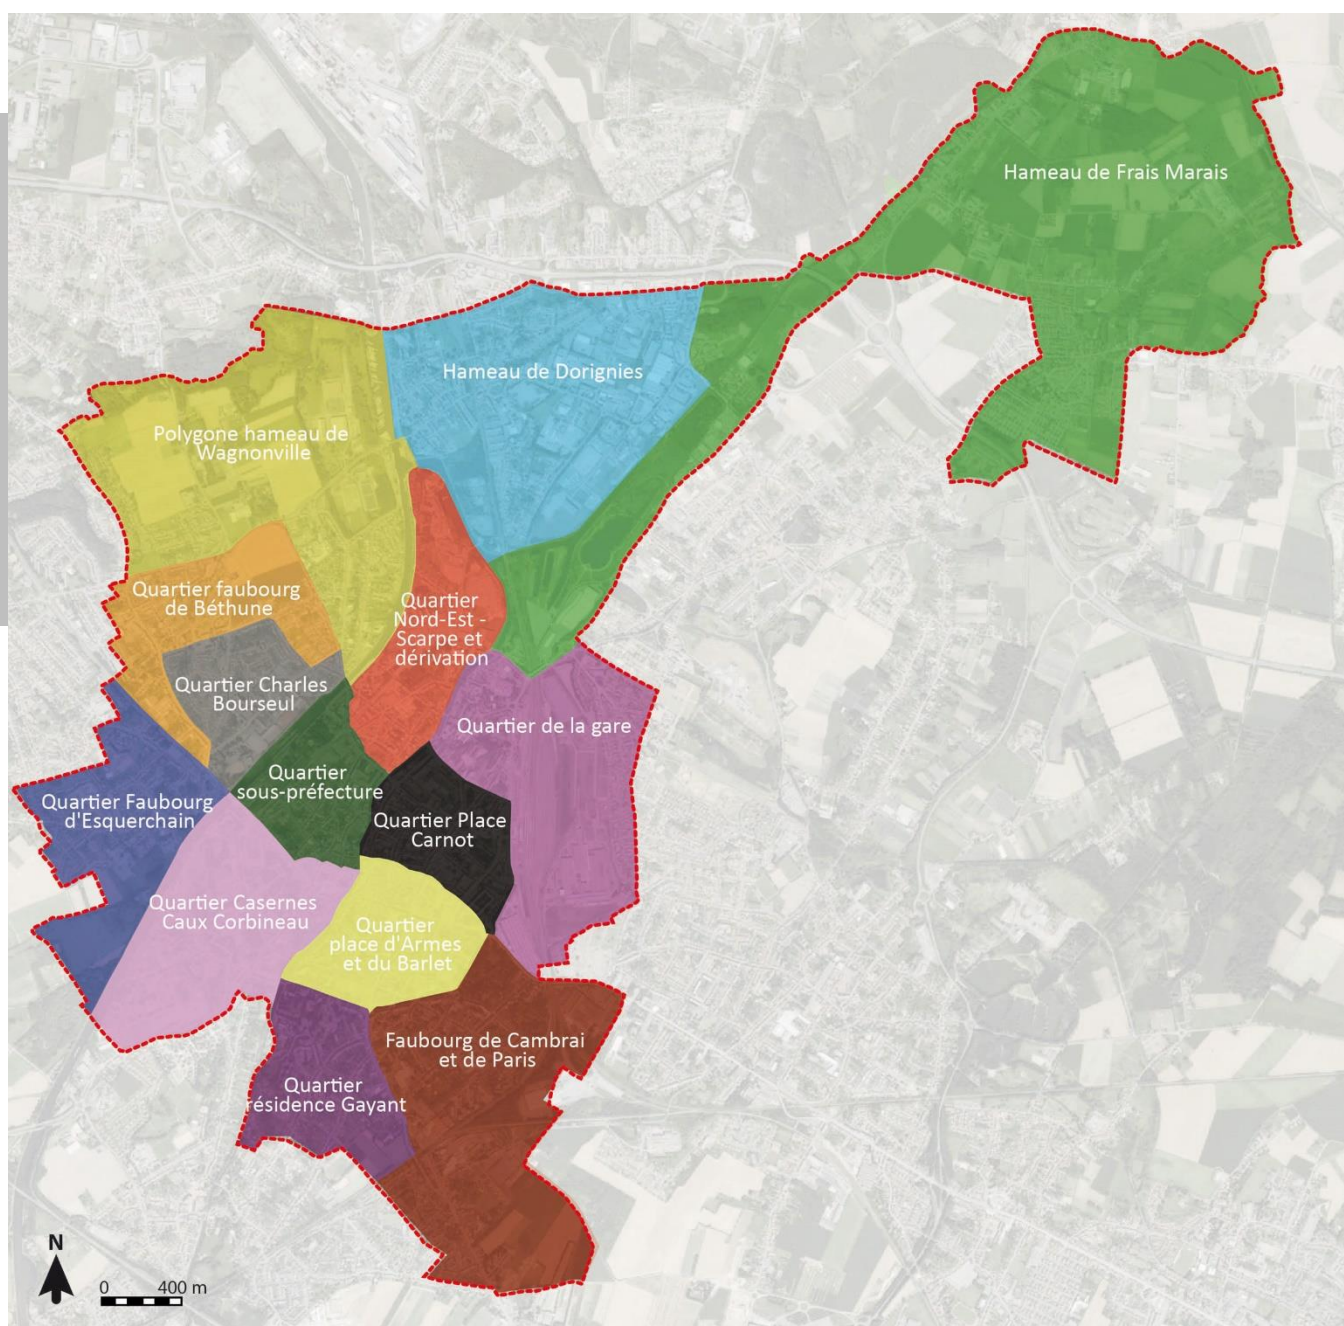 Hameau de Frais Marais
Hameau de Dorignies
Polygone hameau de
Wagnonville
Quartier faubourg
de Béthune
Quartier
Nord-Est -
Scarpe et
dérivation
Quartier Charles
Bourseul
Quartier de la gare
Quartier
sous-préfecture
Quartier Faubourg
d'Esquerchain
Quartier Place
Carnot
Quartier Casernes
Caux Corbineau
Quartier
place d'Armes
et du Barlet
Faubourg de Cambrai
et de Paris
Quartier
résidence Gayant
N
0 400 m